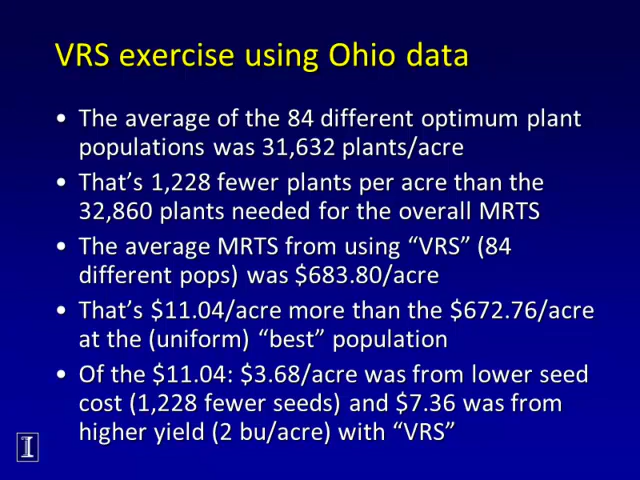 VRS exercise using Ohio data
• The average of the 84 different optimum plant
populations was 31,632 plants/acre
• That’s 1,228 fewer plants per acre than the
32,860 plants needed for the overall MRTS
• The average MRTS from using “VRS” (84
different pops) was $683.80/acre
• That’s $11.04/acre more than the $672.76/acre
at the (uniform) “best” population
• Of the $11.04: $3.68/acre was from lower seed
cost (1,228 fewer seeds) and $7.36 was from
higher yield (2 bu/acre) with “VRS”
I